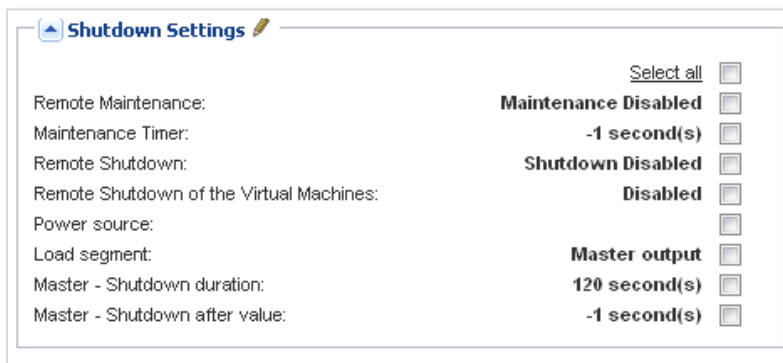 Shutdown Settings
Select all
Remote Maintenance: Maintenance Disabled
Maintenance Timer: -1 second(s)
Remote Shutdown: Shutdown Disabled
Remote Shutdown of the Virtual Machines: Disabled
Power source:
Load segment: Master output
Master - Shutdown duration: 120 second(s)
Master - Shutdown after value: -1 second(s)